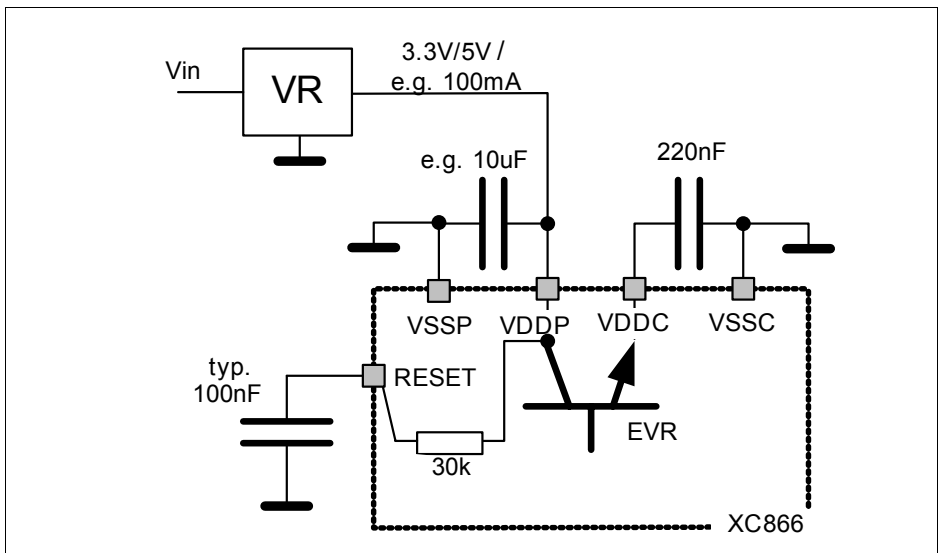 Vin
VR
3.3V/5V /
e.g. 100mA
e.g. 10uF
220nF
VSSP
VDDP
VDDC
VSSC
typ.
100nF
RESET
EVR
30k
XC866